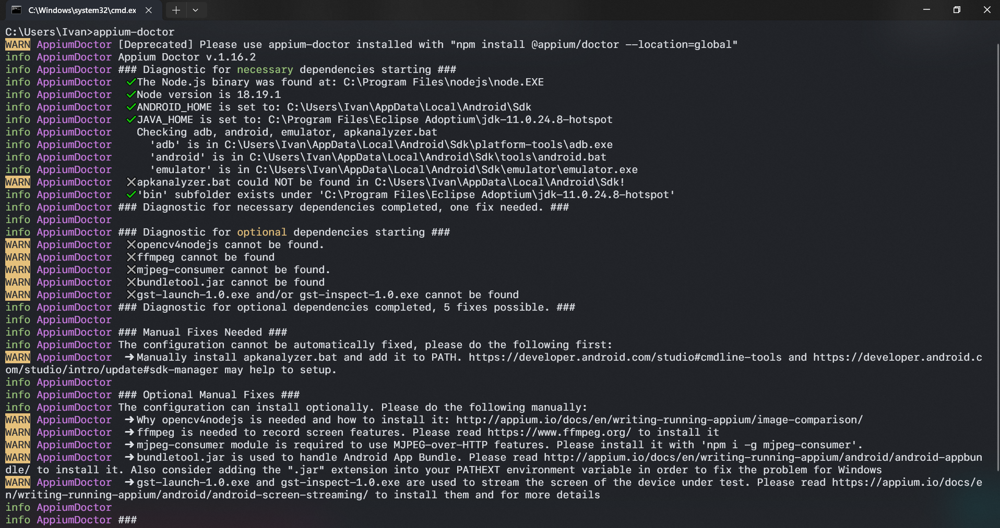 C:\Windows\system32\cmd.ex
C:\Users\Ivan>appium-doctor
WARN AppiumDoctor [Deprecated] Please use appium-doctor installed with "npm install @appium/doctor --location=global"
info AppiumDoctor Appium Doctor v.1.16.2
info AppiumDoctor ### Diagnostic for necessary dependencies starting ###
info AppiumDoctor  ✔The Node.js binary was found at: C:\Program Files\nodejs\node.EXE
info AppiumDoctor  ✔Node version is 18.19.1
info AppiumDoctor  ✔ANDROID_HOME is set to: C:\Users\Ivan\AppData\Local\Android\Sdk
info AppiumDoctor  ✔JAVA_HOME is set to: C:\Program Files\Eclipse Adoptium\jdk-11.0.24.8-hotspot
info AppiumDoctor    Checking adb, android, emulator, apkanalyzer.bat
info AppiumDoctor      'adb' is in C:\Users\Ivan\AppData\Local\Android\Sdk\platform-tools\adb.exe
info AppiumDoctor      'android' is in C:\Users\Ivan\AppData\Local\Android\Sdk\tools\android.bat
info AppiumDoctor      'emulator' is in C:\Users\Ivan\AppData\Local\Android\Sdk\emulator\emulator.exe
WARN AppiumDoctor  ✖apkanalyzer.bat could NOT be found in C:\Users\Ivan\AppData\Local\Android\Sdk!
info AppiumDoctor  ✔'bin' subfolder exists under 'C:\Program Files\Eclipse Adoptium\jdk-11.0.24.8-hotspot'
info AppiumDoctor ### Diagnostic for necessary dependencies completed, one fix needed. ###
info AppiumDoctor
info AppiumDoctor ### Diagnostic for optional dependencies starting ###
WARN AppiumDoctor  ✖opencv4nodejs cannot be found.
WARN AppiumDoctor  ✖ffmpeg cannot be found
WARN AppiumDoctor  ✖mjpeg-consumer cannot be found.
WARN AppiumDoctor  ✖bundletool.jar cannot be found
WARN AppiumDoctor  ✖gst-launch-1.0.exe and/or gst-inspect-1.0.exe cannot be found
info AppiumDoctor ### Diagnostic for optional dependencies completed, 5 fixes possible. ###
info AppiumDoctor
info AppiumDoctor ### Manual Fixes Needed ###
info AppiumDoctor The configuration cannot be automatically fixed, please do the following first:
WARN AppiumDoctor  ➜Manually install apkanalyzer.bat and add it to PATH. https://developer.android.com/studio#cmdline-tools and https://developer.android.c
om/studio/intro/update#sdk-manager may help to setup.
info AppiumDoctor
info AppiumDoctor ### Optional Manual Fixes ###
info AppiumDoctor The configuration can install optionally. Please do the following manually:
WARN AppiumDoctor  ➜Why opencv4nodejs is needed and how to install it: http://appium.io/docs/en/writing-running-appium/image-comparison/
WARN AppiumDoctor  ➜ffmpeg is needed to record screen features. Please read https://www.ffmpeg.org/ to install it
WARN AppiumDoctor  ➜mjpeg-consumer module is required to use MJPEG-over-HTTP features. Please install it with 'npm i -g mjpeg-consumer'.
WARN AppiumDoctor  ➜bundletool.jar is used to handle Android App Bundle. Please read http://appium.io/docs/en/writing-running-appium/android/android-appbun
dle/ to install it. Also consider adding the ".jar" extension into your PATHEXT environment variable in order to fix the problem for Windows
WARN AppiumDoctor  ➜gst-launch-1.0.exe and gst-inspect-1.0.exe are used to stream the screen of the device under test. Please read https://appium.io/docs/e
n/writing-running-appium/android/android-screen-streaming/ to install them and for more details
info AppiumDoctor
info AppiumDoctor ###